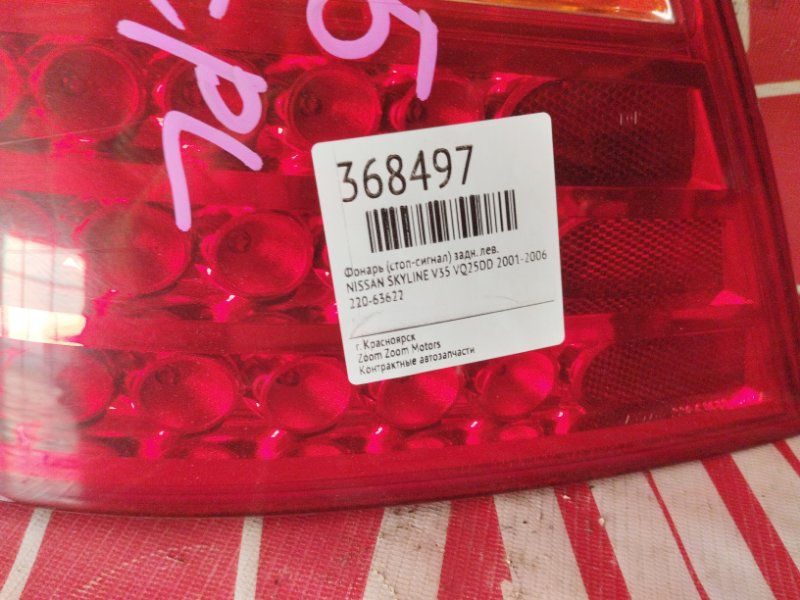 368497
Фонарь (стоп-сигнал) задн. лев.
NISSAN SKYLINE V35 VQ25DD 2001-2006
220-63622
г. Красноярск
Zoom Zoom Motors
Контрактные автозапчасти